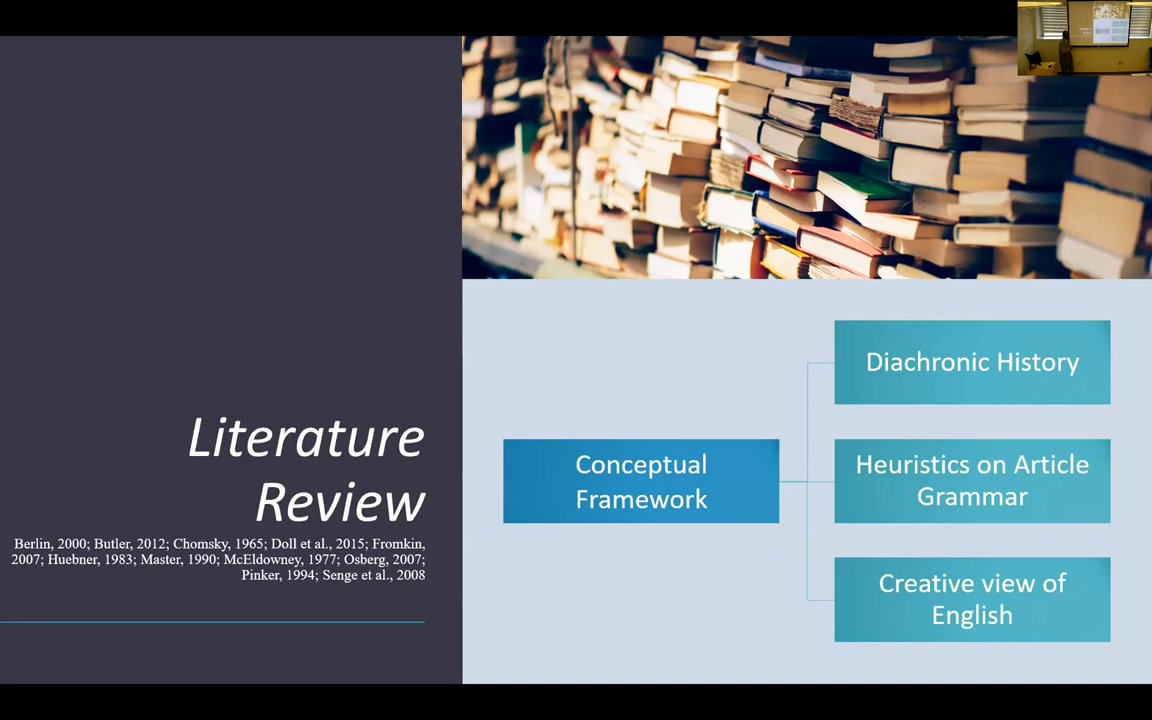 Literature
Review
Berlin, 2000; Butler, 2012; Chomsky, 1965; Doll et al., 2015; Fromkin,
2007; Huebner, 1983; Master, 1990; McEldowney, 1977; Osberg, 2007;
Pinker, 1994; Senge et al., 2008
Conceptual
Framework
Diachronic History
Heuristics on Article
Grammar
Creative view of
English